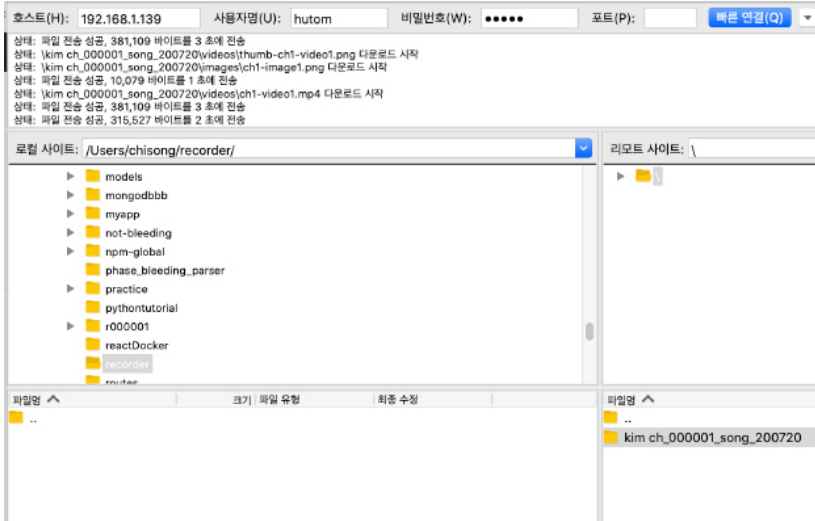 호스트(H): 192.168.1.139 사용자명(U): hutom 비밀번호(W): ●●●●● 포트(P): 빠른 연결(Q)
상태: 파일 전송 성공, 381,109 바이트를 3 초에 전송
상태: \kim ch_000001_song_200720\videos\thumb-ch1-video1.png 다운로드 시작
상태: \kim ch_000001_song_200720\images\ch1-image1.png 다운로드 시작
상태: 파일 전송 성공, 10,079 바이트를 1 초에 전송
상태: \kim ch_000001_song_200720\videos\ch1-video1.mp4 다운로드 시작
상태: 파일 전송 성공, 381,109 바이트를 3 초에 전송
상태: 파일 전송 성공, 315,527 바이트를 2 초에 전송
로컬 사이트: /Users/chisong/recorder/
리모트 사이트: \
models
mongodbbb
myapp
not-bleeding
npm-global
phase_bleeding_parser
practice
pythontutorial
r000001
reactDocker
recorder
routes
\
파일명 크기 파일 유형 최종 수정
..
파일명
..
kim ch_000001_song_200720